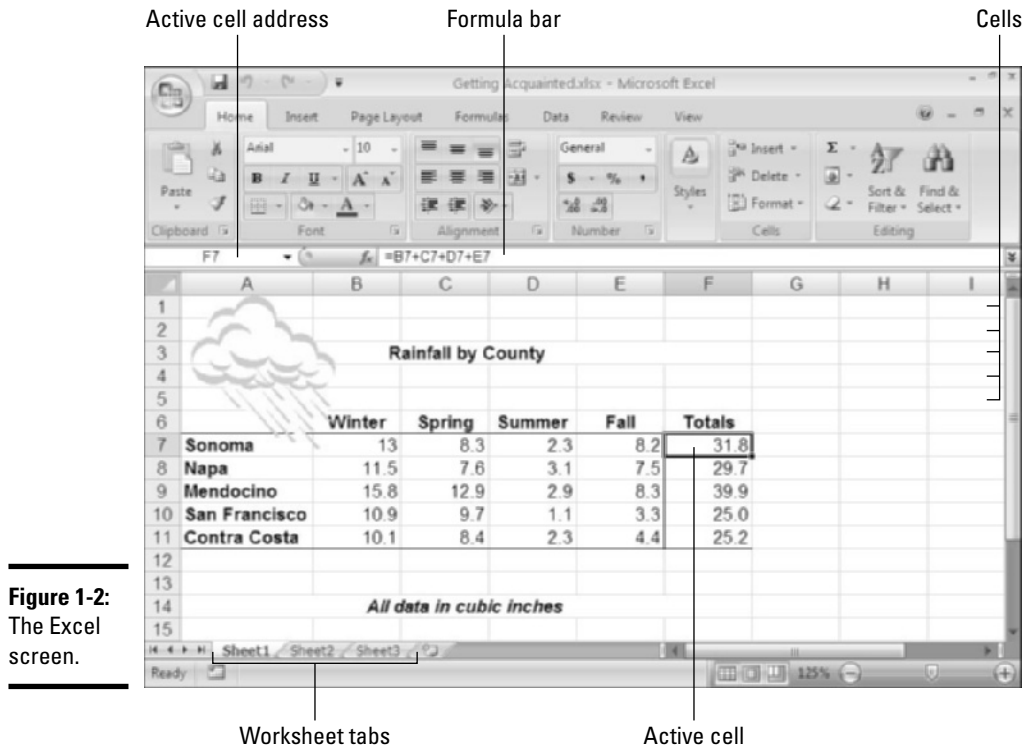 Active cell address Formula bar Cells
Getting Acquainted.xlsx - Microsoft Excel
Home Insert Page Layout Formulas Data Review View
Arial 10 General Insert Σ
B I U A A $ % , Delete
Paste A Styles Format Sort & Filter Find & Select
Clipboard Font Alignment Number Cells Editing
F7 fx =B7+C7+D7+E7
A B C D E F G H I
1
2
3 Rainfall by County
4
5
6 Winter Spring Summer Fall Totals
7 Sonoma 13 8.3 2.3 8.2 31.8
8 Napa 11.5 7.6 3.1 7.5 29.7
9 Mendocino 15.8 12.9 2.9 8.3 39.9
10 San Francisco 10.9 9.7 1.1 3.3 25.0
11 Contra Costa 10.1 8.4 2.3 4.4 25.2
12
13
14 All data in cubic inches
15
Sheet1 Sheet2 Sheet3
Ready 125%
Worksheet tabs Active cell
Figure 1-2:
The Excel
screen.